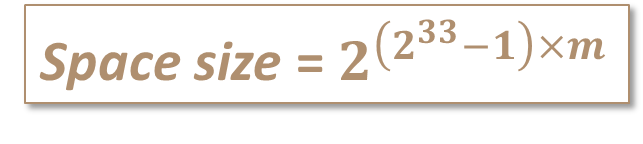 Space size = 2^{(2^{33}−1)×m}